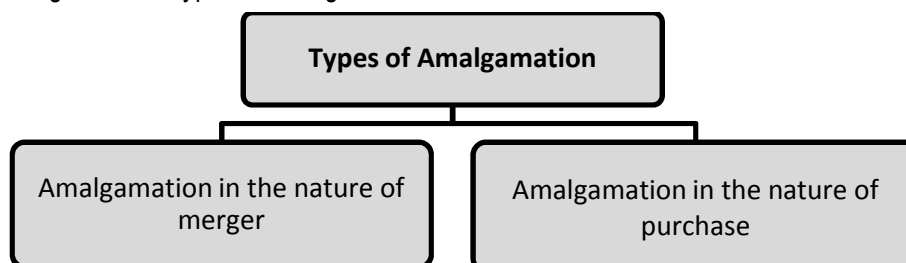 Types of Amalgamation
Amalgamation in the nature of
merger
Amalgamation in the nature of
purchase